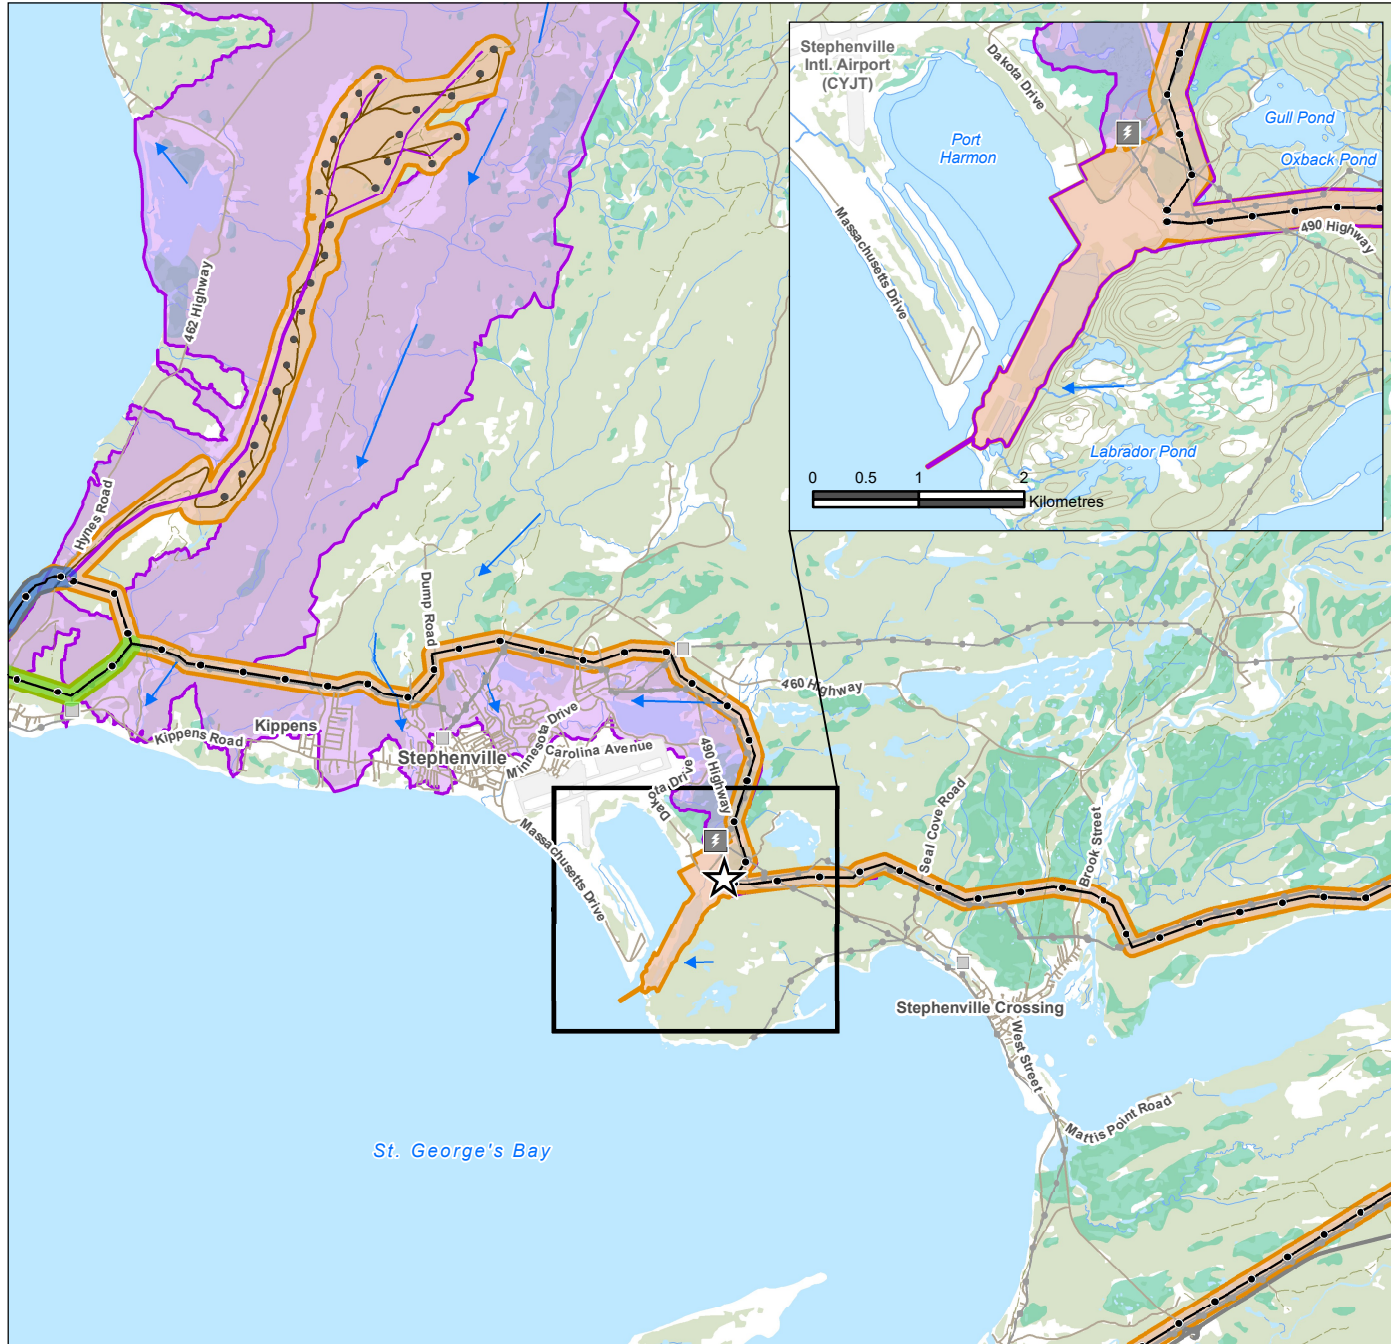 Stephenville
Intl. Airport
(CYJT)
Dakota Drive
Port
Harmon
Gull Pond
Oxback Pond
Massachusetts Drive
490 Highway
Labrador Pond
0 0.5 1 2
Kilometres
462 Highway
Hynes Road
Dump Road
460 Highway
Kippens
Kippens Road
Stephenville
Minnesota Drive
Carolina Avenue
490 Highway
Dakota Drive
Massachusetts Drive
Seal Cove Road
Brook Street
Stephenville Crossing
West Street
Mattis Point Road
St. George's Bay